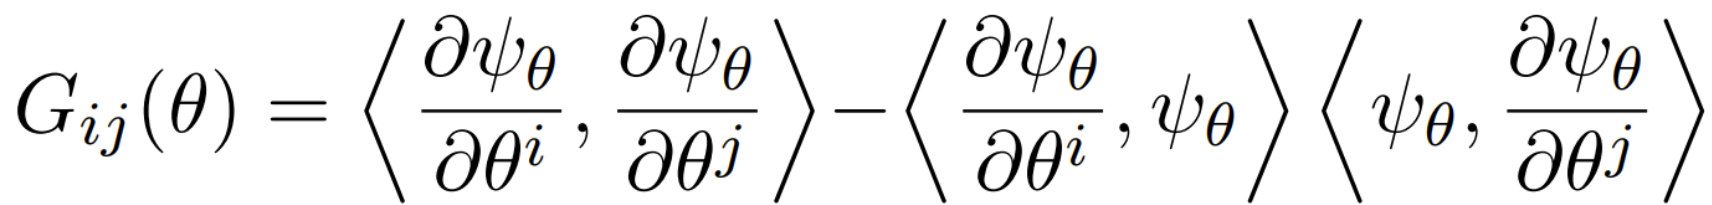 $G_{ij}(\theta) = \left\langle \frac{\partial \psi_\theta}{\partial \theta^i}, \frac{\partial \psi_\theta}{\partial \theta^j} \right\rangle - \left\langle \frac{\partial \psi_\theta}{\partial \theta^i}, \psi_\theta \right\rangle \left\langle \psi_\theta, \frac{\partial \psi_\theta}{\partial \theta^j} \right\rangle$